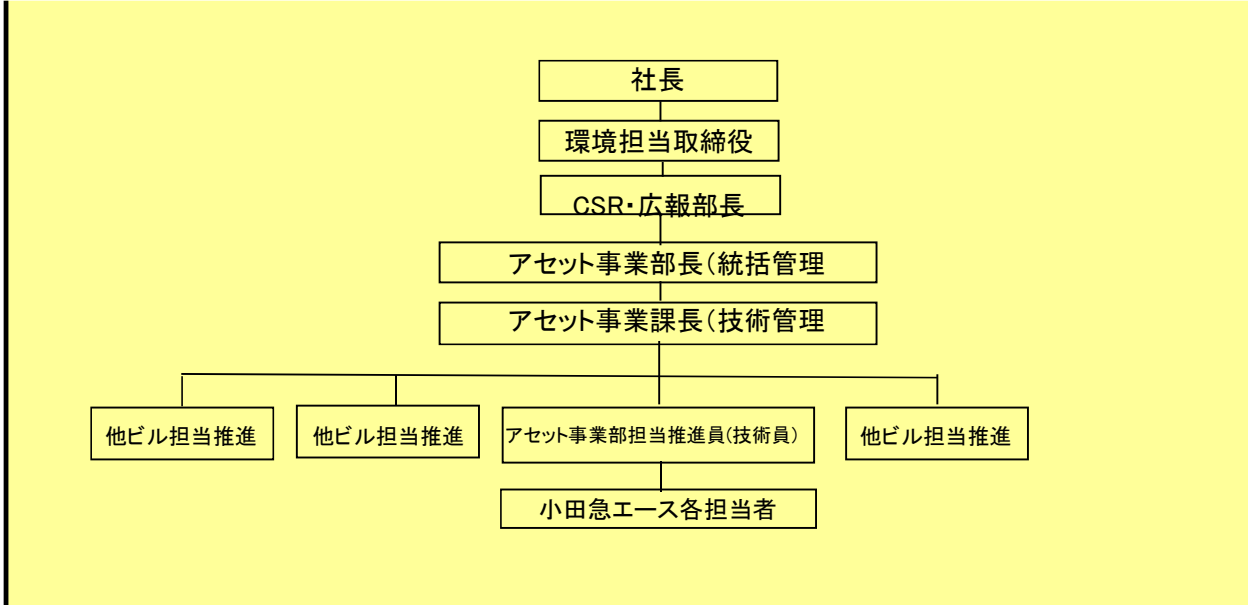 社長
環境担当取締役
CSR・広報部長
アセット事業部長(統括管理
アセット事業課長(技術管理
他ビル担当推進
他ビル担当推進
アセット事業部担当推進員(技術員)
他ビル担当推進
小田急エース各担当者